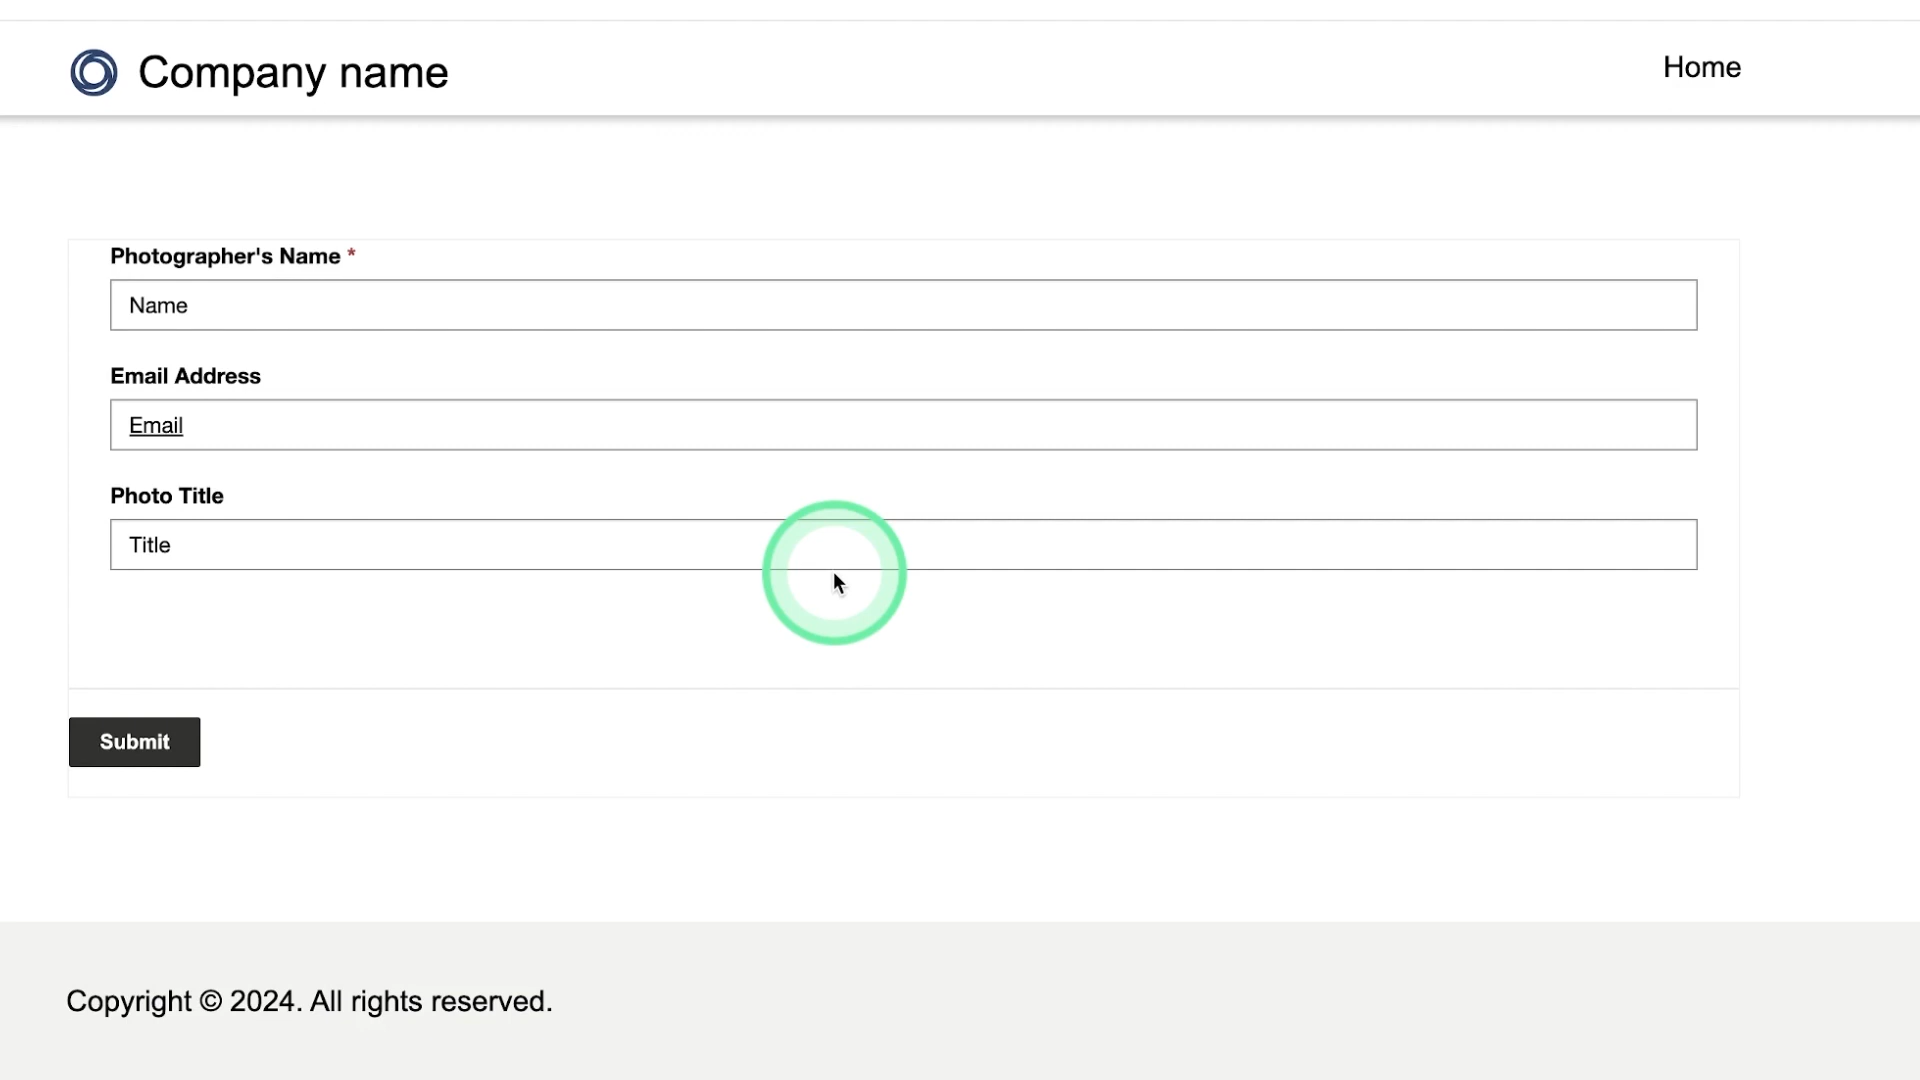 Company name
Home
Photographer's Name *
Name
Email Address
Email
Photo Title
Title
Submit
Copyright © 2024. All rights reserved.